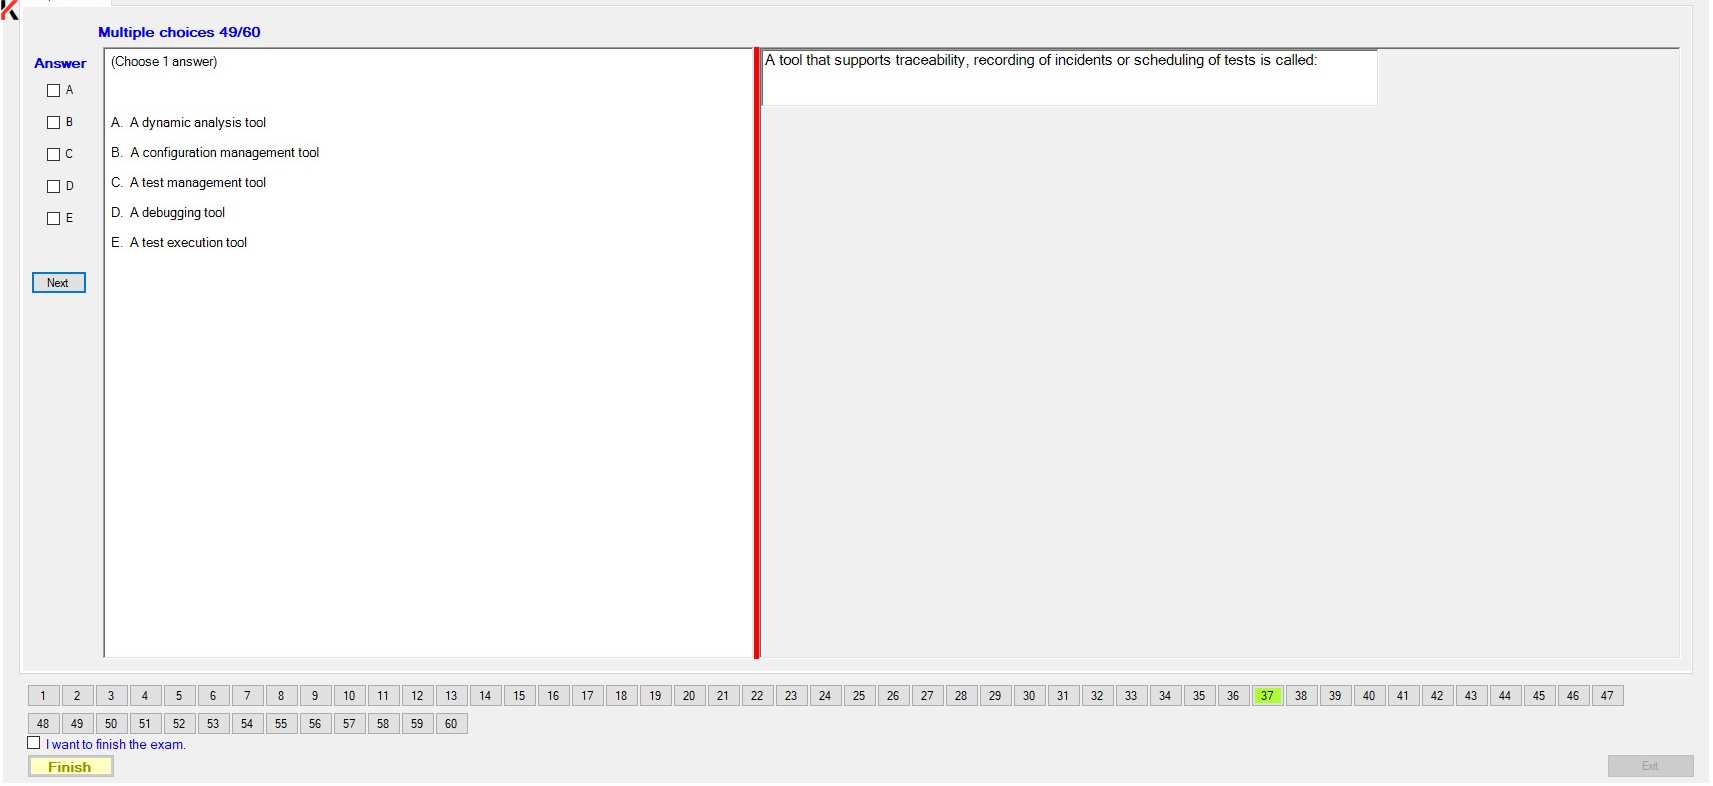 Multiple choices 49/60
Answer
(Choose 1 answer)
A tool that supports traceability, recording of incidents or scheduling of tests is called:
A
B
C
D
E
A. A dynamic analysis tool
B. A configuration management tool
C. A test management tool
D. A debugging tool
E. A test execution tool
Next
1 2 3 4 5 6 7 8 9 10 11 12 13 14 15 16 17 18 19 20 21 22 23 24 25 26 27 28 29 30 31 32 33 34 35 36 37 38 39 40 41 42 43 44 45 46 47
48 49 50 51 52 53 54 55 56 57 58 59 60
I want to finish the exam.
Finish
Exit